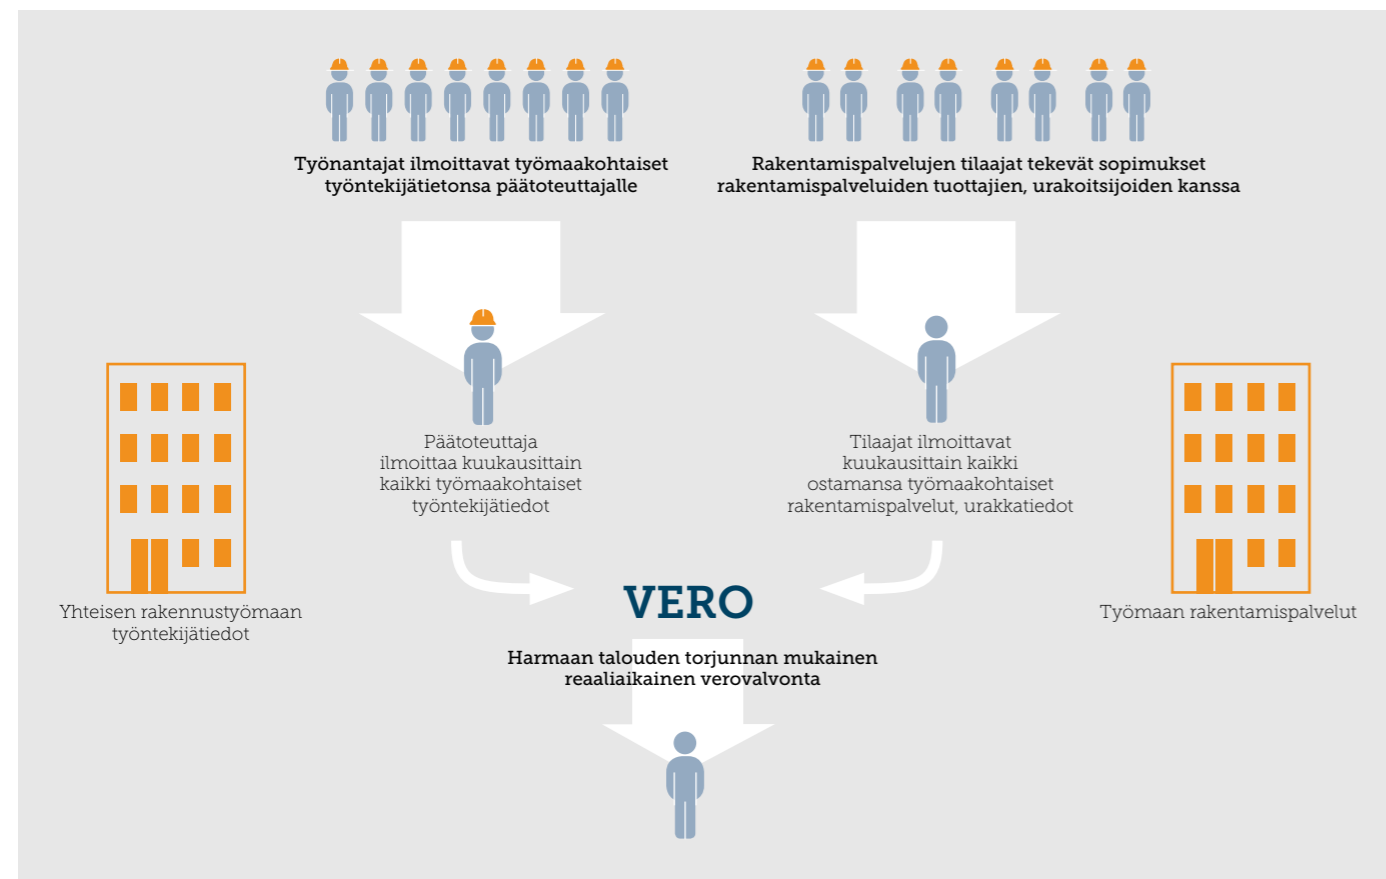 Työnantajat ilmoittavat työmaakohtaiset
työntekijätietonsa päätoteuttajalle
Rakentamispalvelujen tilaajat tekevät sopimukset
rakentamispalveluiden tuottajien, urakoitsijoiden kanssa
Päätoteuttaja
ilmoittaa kuukausittain
kaikki työmaakohtaiset
työntekijätiedot
Tilaajat ilmoittavat
kuukausittain kaikki
ostamansa työmaakohtaiset
rakentamispalvelut, urakkatiedot
Yhteisen rakennustyömaan
työntekijätiedot
VERO
Työmaan rakentamispalvelut
Harmaan talouden torjunnan mukainen
reaaliaikainen verovalvonta